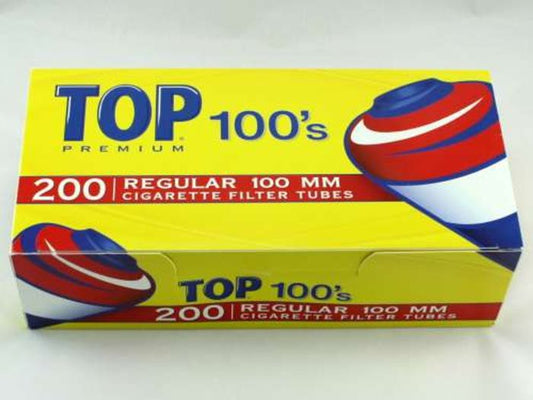 TOP 100's
PREMIUM
200 REGULAR 100 MM
CIGARETTE FILTER TUBES
TOP 100's
200 REGULAR 100 MM
CIGARETTE FILTER TUBES